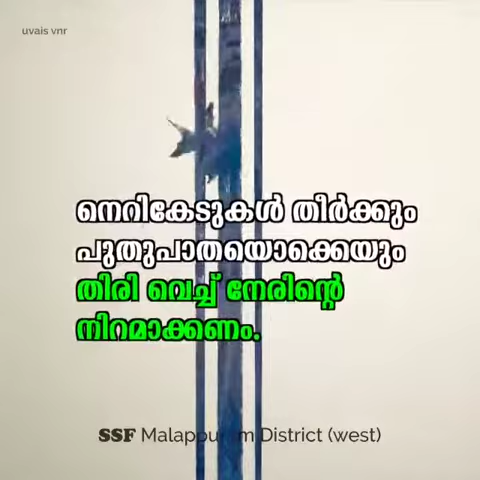 uvais vnr
നെറികേടുകൾ തീർക്കും
പുതുപാതയൊക്കെയും
തിരി വെച്ച് നേരിന്റെ
നിറമാക്കണം.
SSF Malappuram District (west)